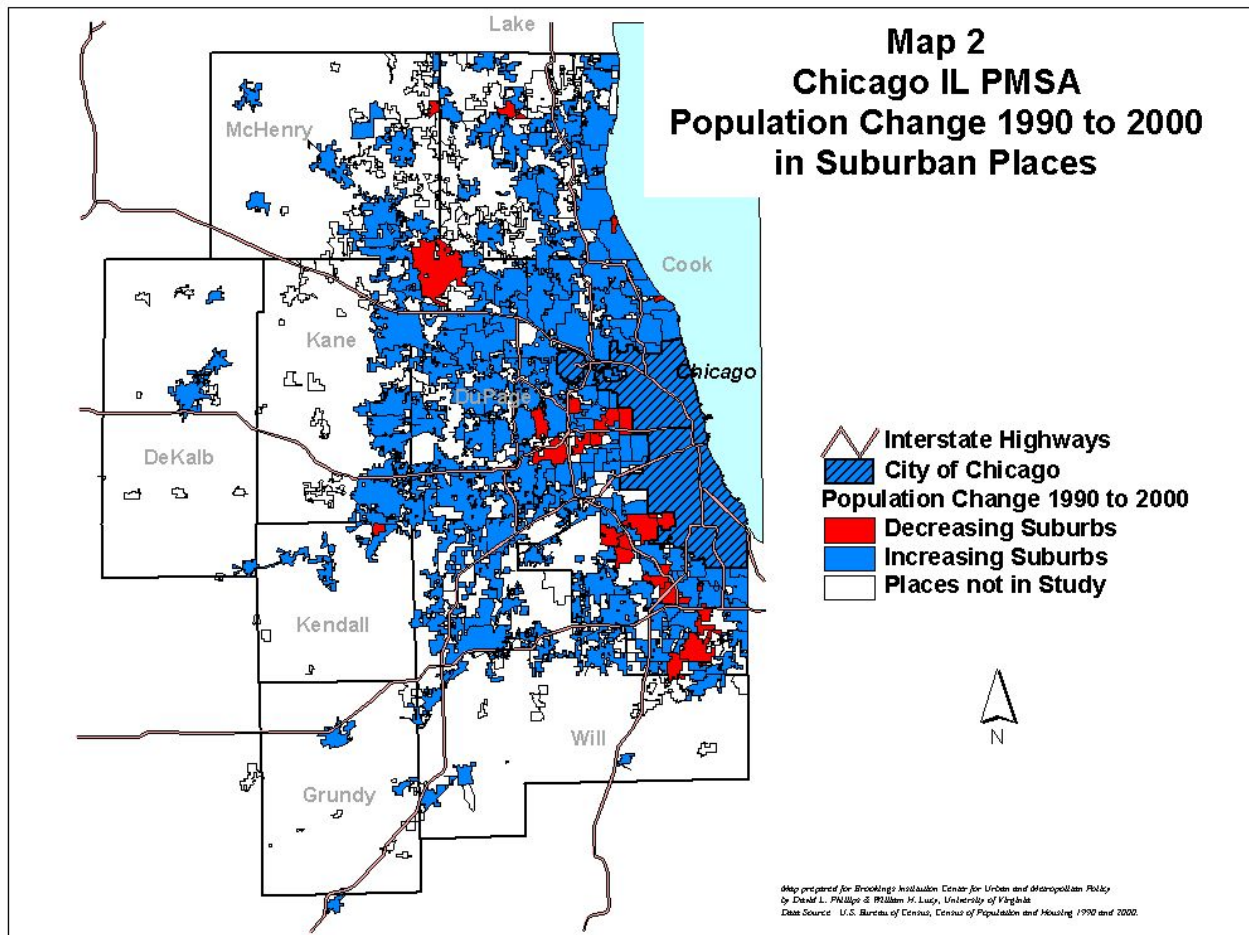 Map 2
Chicago IL PMSA
Population Change 1990 to 2000
in Suburban Places
Lake
McHenry
Cook
Kane
Chicago
DuPage
DeKalb
Kendall
Will
Grundy
Interstate Highways
City of Chicago
Population Change 1990 to 2000
Decreasing Suburbs
Increasing Suburbs
Places not in Study
N
Map prepared for Brookings Institution Center for Urban and Metropolitan Policy
by David L. Phillips & William H. Lucy, University of Virginia
Data Source: U.S. Bureau of Census, Census of Population and Housing 1990 and 2000.